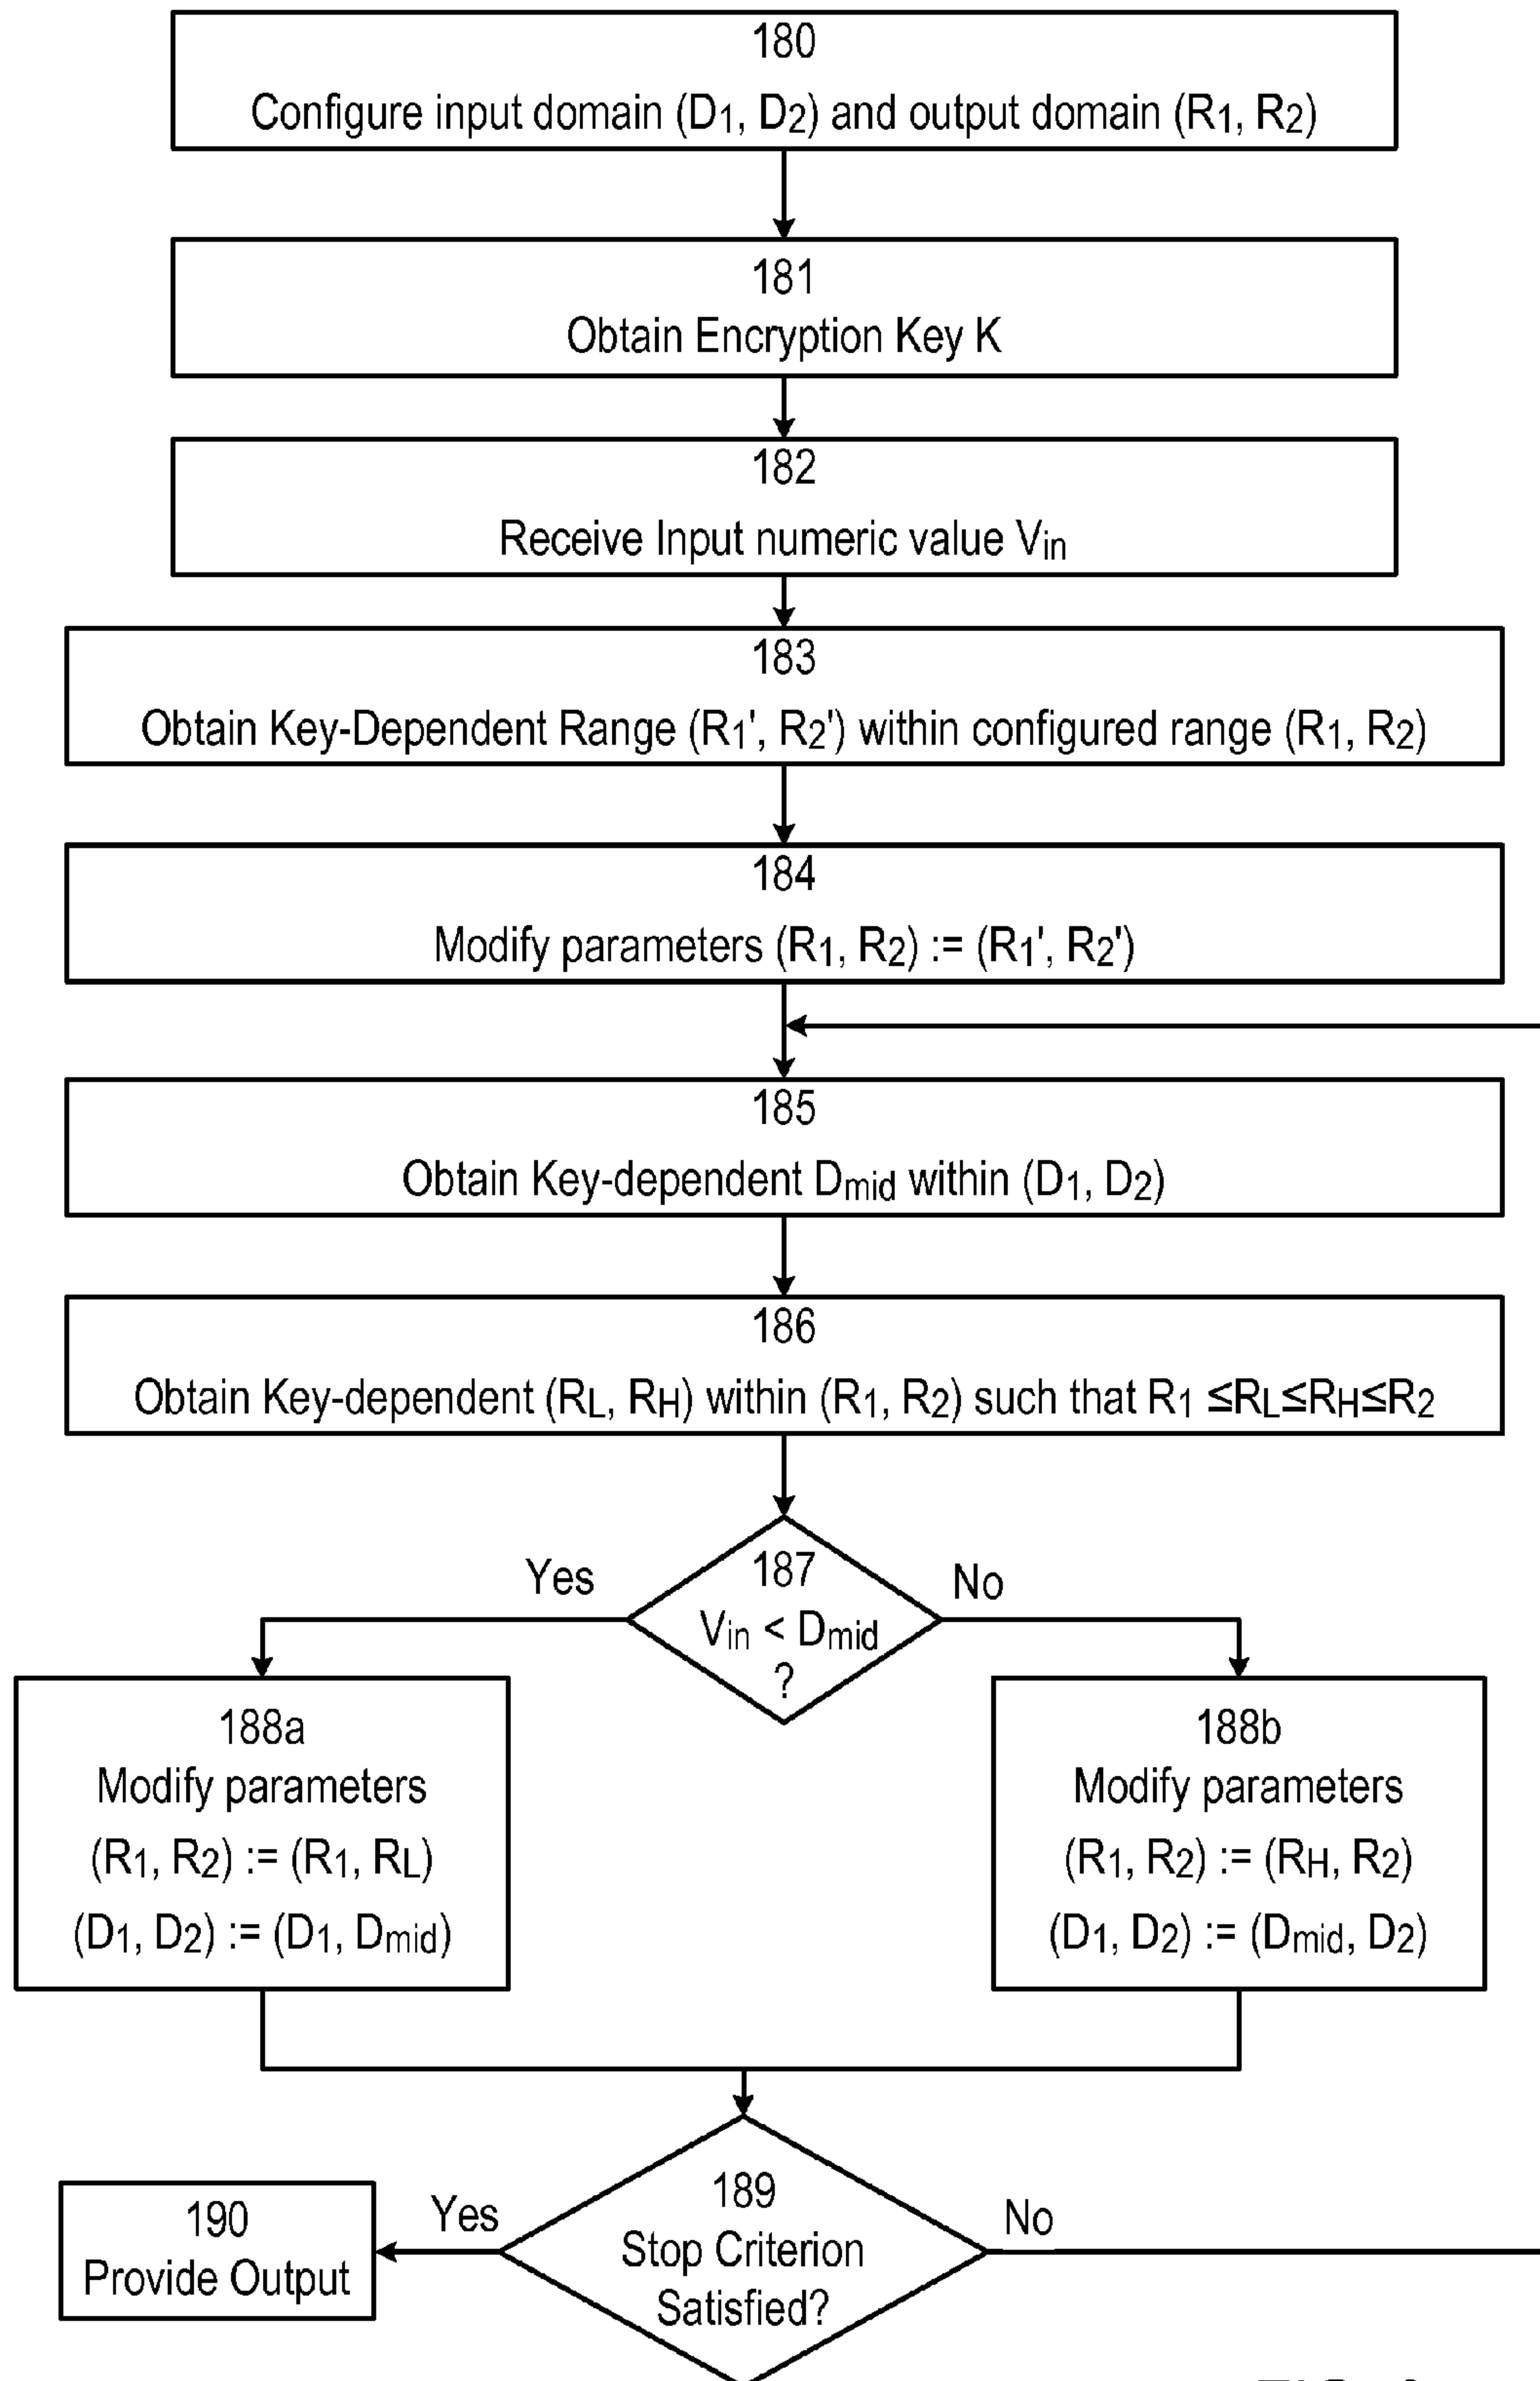 180
Configure input domain (D1, D2) and output domain (R1, R2)
181
Obtain Encryption Key K
182
Receive Input numeric value Vin
183
Obtain Key-Dependent Range (R1', R2') within configured range (R1, R2)
184
Modify parameters (R1, R2) := (R1', R2')
185
Obtain Key-dependent Dmid within (D1, D2)
186
Obtain Key-dependent (RL, RH) within (R1, R2) such that R1 ≤RL≤RH≤R2
187
Vin < Dmid
?
Yes
No
188a
Modify parameters
(R1, R2) := (R1, RL)
(D1, D2) := (D1, Dmid)
188b
Modify parameters
(R1, R2) := (RH, R2)
(D1, D2) := (Dmid, D2)
189
Stop Criterion
Satisfied?
Yes
No
190
Provide Output